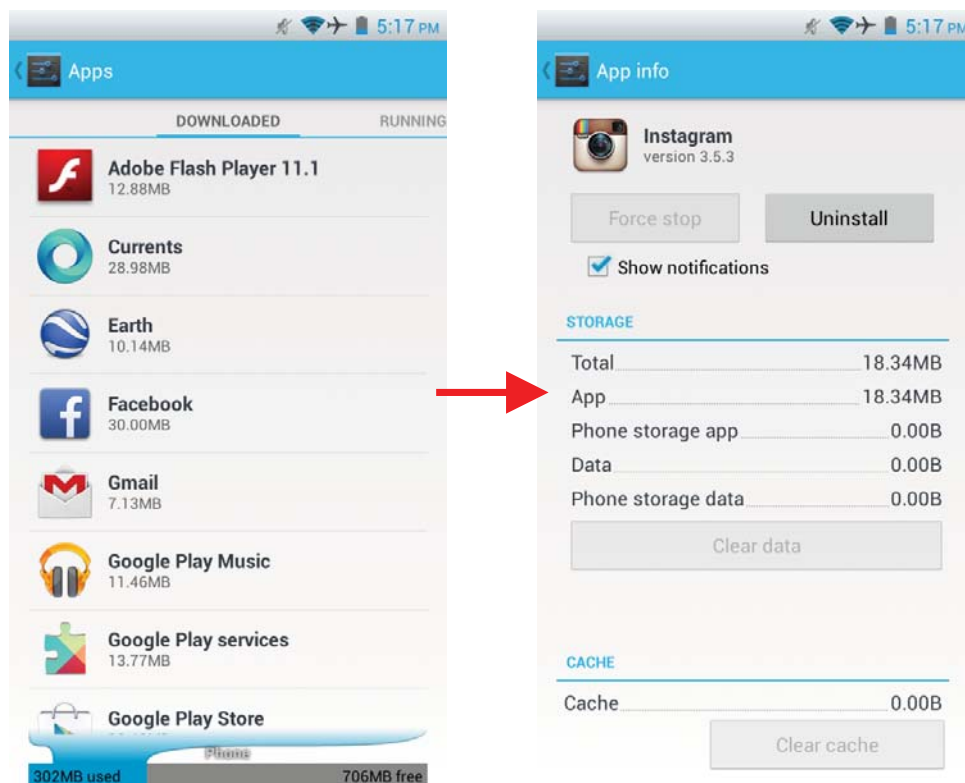 5:17 PM
Apps
DOWNLOADED RUNNING
Adobe Flash Player 11.1
12.88MB
Currents
28.98MB
Earth
10.14MB
Facebook
30.00MB
Gmail
7.13MB
Google Play Music
11.46MB
Google Play services
13.77MB
Google Play Store
Phone
302MB used 706MB free
5:17 PM
App info
Instagram
version 3.5.3
Force stop Uninstall
Show notifications
STORAGE
Total 18.34MB
App 18.34MB
Phone storage app 0.00B
Data 0.00B
Phone storage data 0.00B
Clear data
CACHE
Cache 0.00B
Clear cache